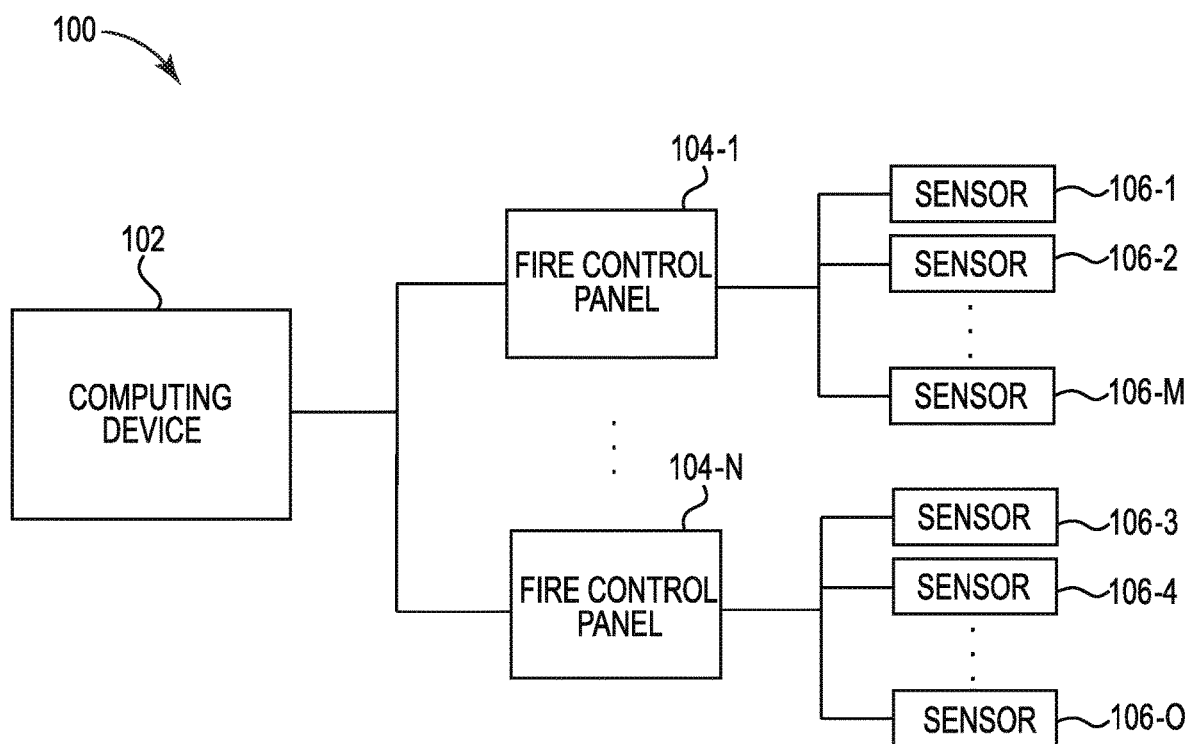 100
104-1
SENSOR
106-1
102
FIRE CONTROL
PANEL
SENSOR
106-2
COMPUTING
DEVICE
SENSOR
106-M
104-N
SENSOR
106-3
FIRE CONTROL
PANEL
SENSOR
106-4
SENSOR
106-O